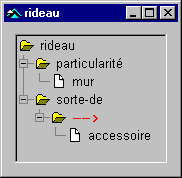 rideau
rideau
particularité
mur
sorte-de
-->
accessoire